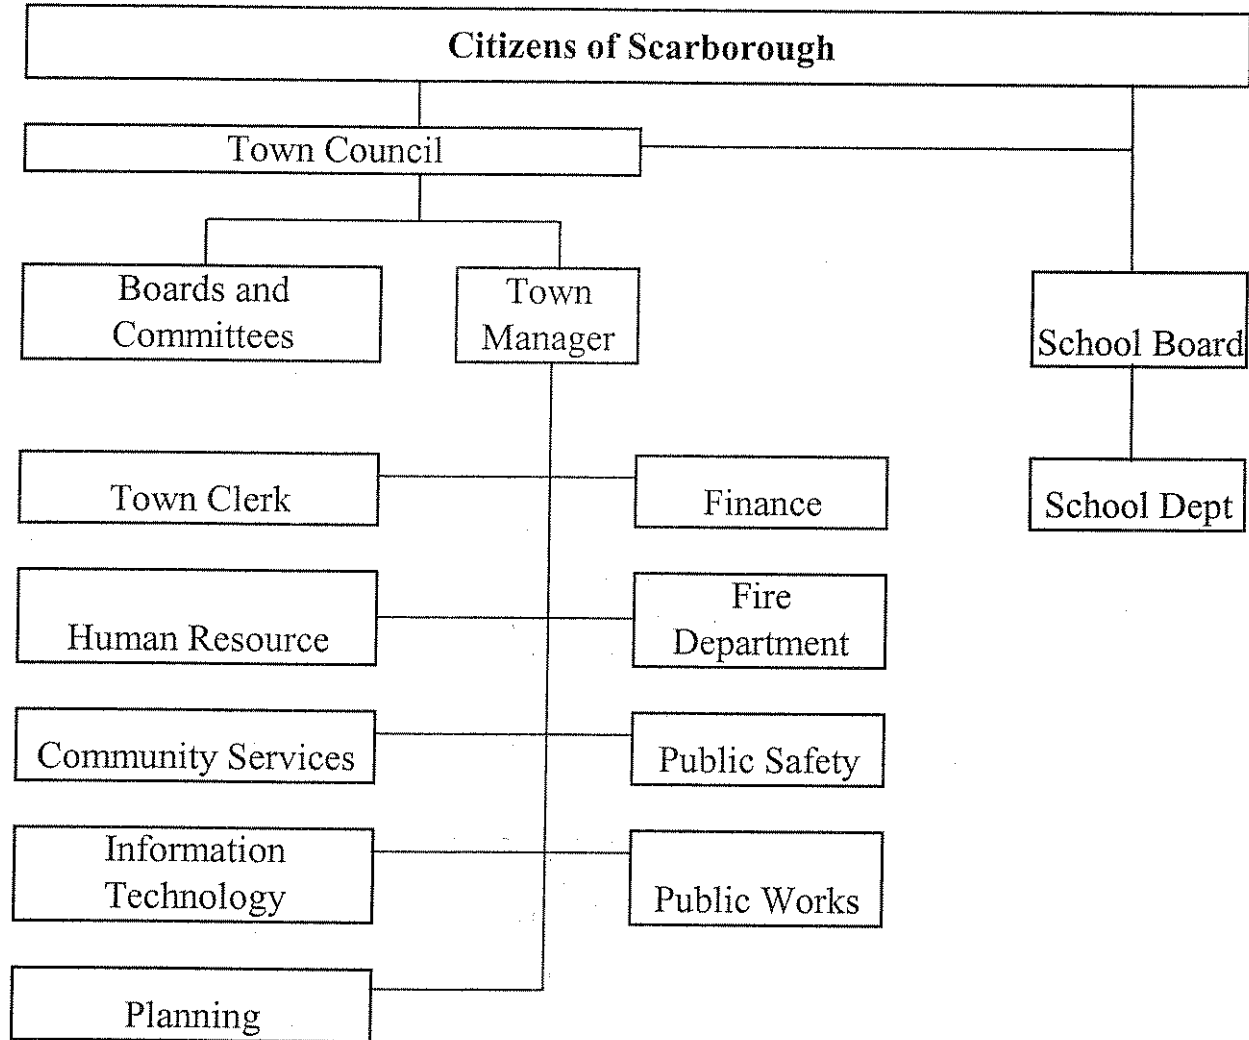 Citizens of Scarborough
Town Council
Boards and
Committees
Town
Manager
School Board
Town Clerk
Finance
School Dept
Human Resource
Fire
Department
Community Services
Public Safety
Information
Technology
Public Works
Planning